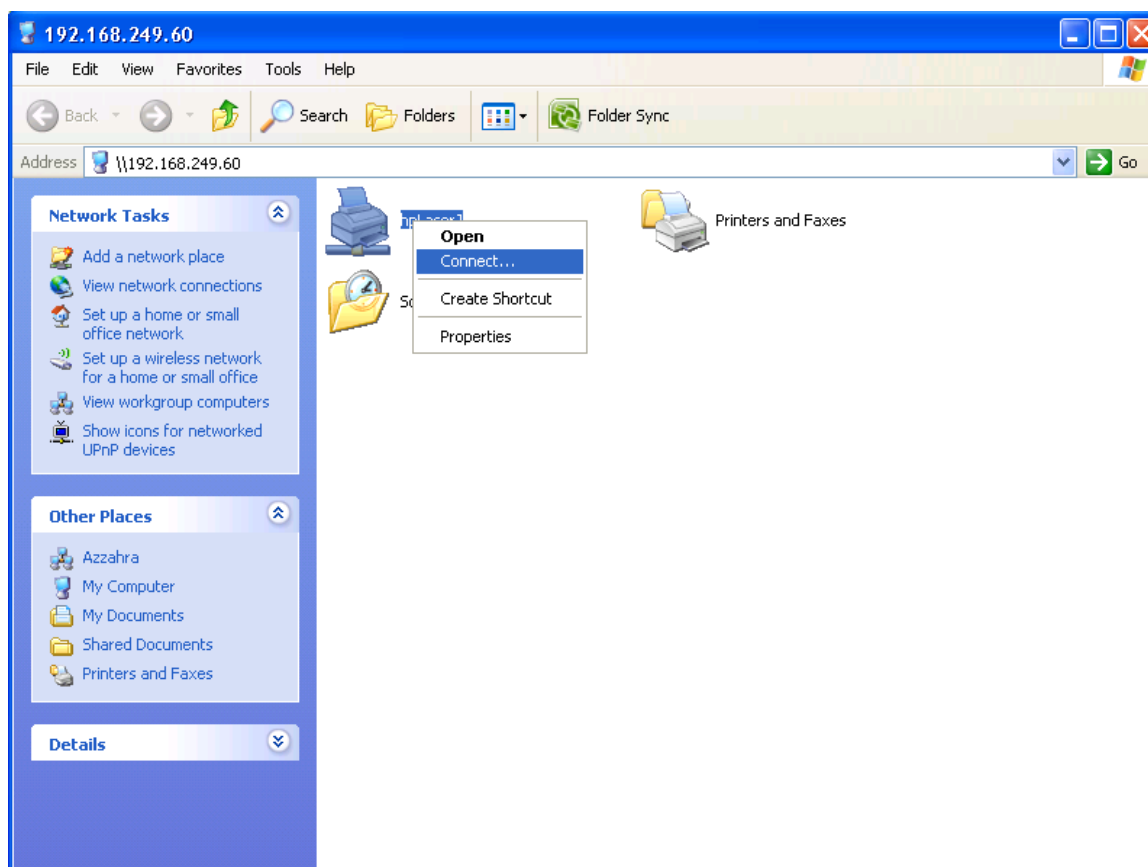 192.168.249.60
File Edit View Favorites Tools Help
Back Search Folders Folder Sync
Address \\192.168.249.60 Go
Network Tasks
Add a network place
View network connections
Set up a home or small
office network
Set up a wireless network
for a home or small office
View workgroup computers
Show icons for networked
UPnP devices
Other Places
Azzahra
My Computer
My Documents
Shared Documents
Printers and Faxes
Details
Printers and Faxes
Open
Connect...
Create Shortcut
Properties